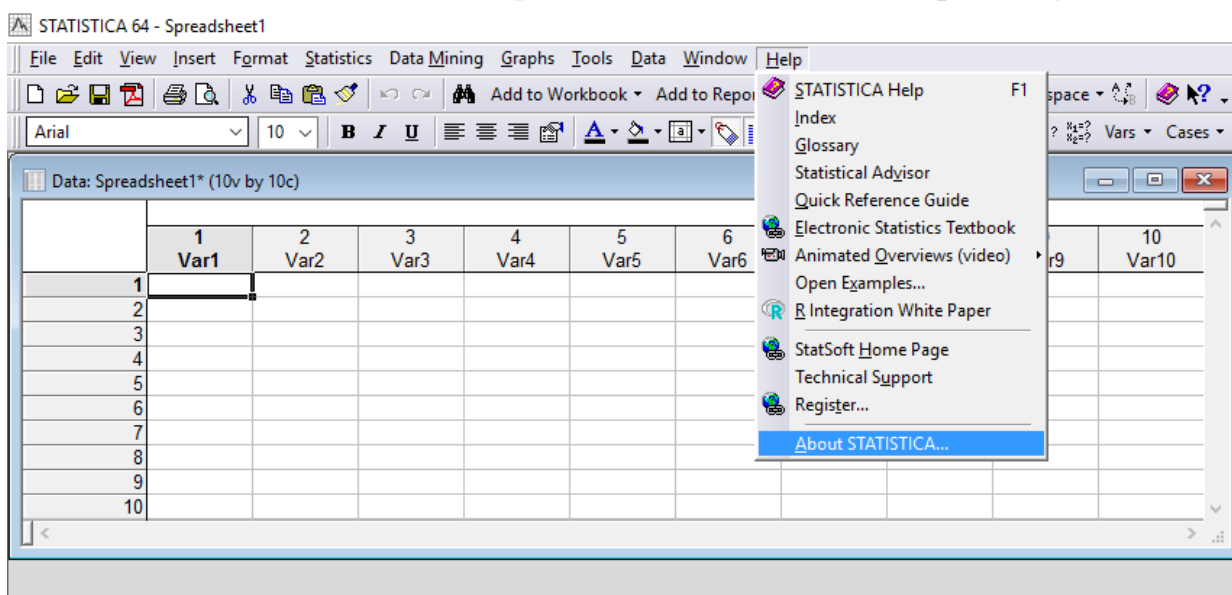 STATISTICA 64 - Spreadsheet1
File Edit View Insert Format Statistics Data Mining Graphs Tools Data Window Help
Add to Workbook Add to Repo space
Arial 10 B I U A a ? x1=? x2=? Vars Cases
STATISTICA Help F1
Index
Glossary
Statistical Advisor
Quick Reference Guide
Electronic Statistics Textbook
Animated Overviews (video)
Open Examples...
R Integration White Paper
StatSoft Home Page
Technical Support
Register...
About STATISTICA...
Data: Spreadsheet1* (10v by 10c)
1 2 3 4 5 6 10
Var1 Var2 Var3 Var4 Var5 Var6 r9 Var10
1
2
3
4
5
6
7
8
9
10